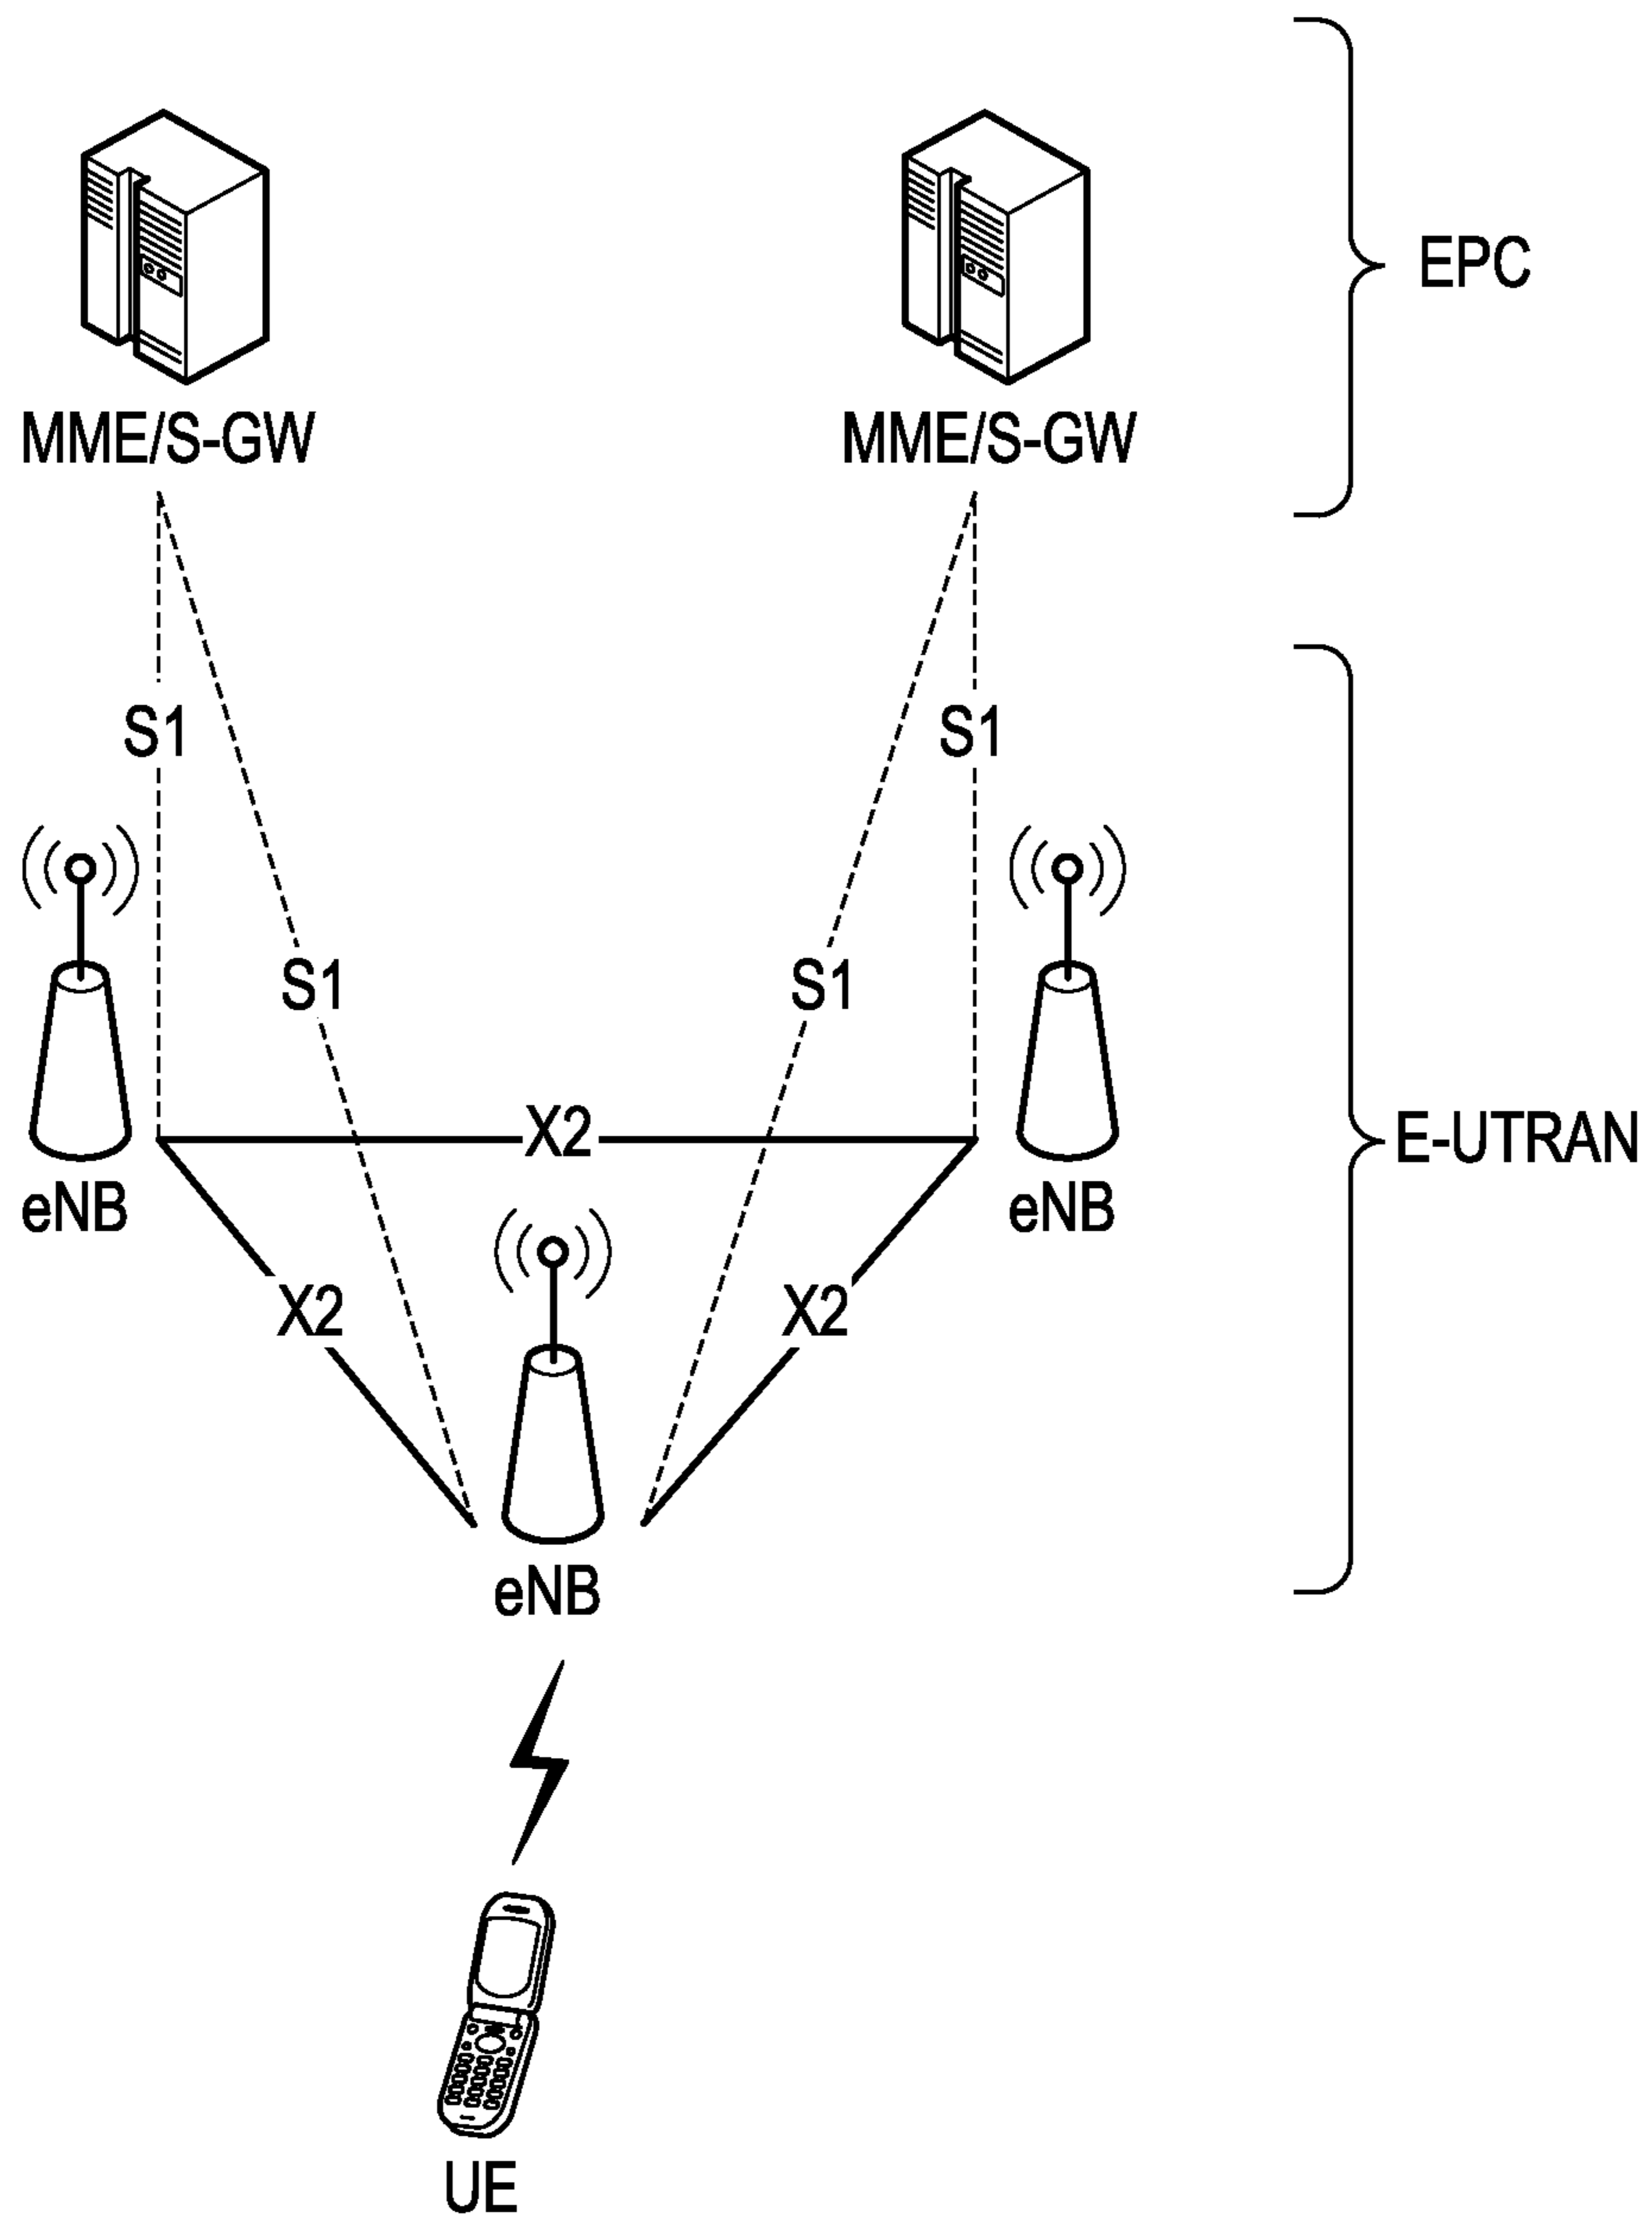 EPC
MME/S-GW
MME/S-GW
S1
S1
S1
S1
X2
E-UTRAN
eNB
eNB
X2
X2
eNB
UE